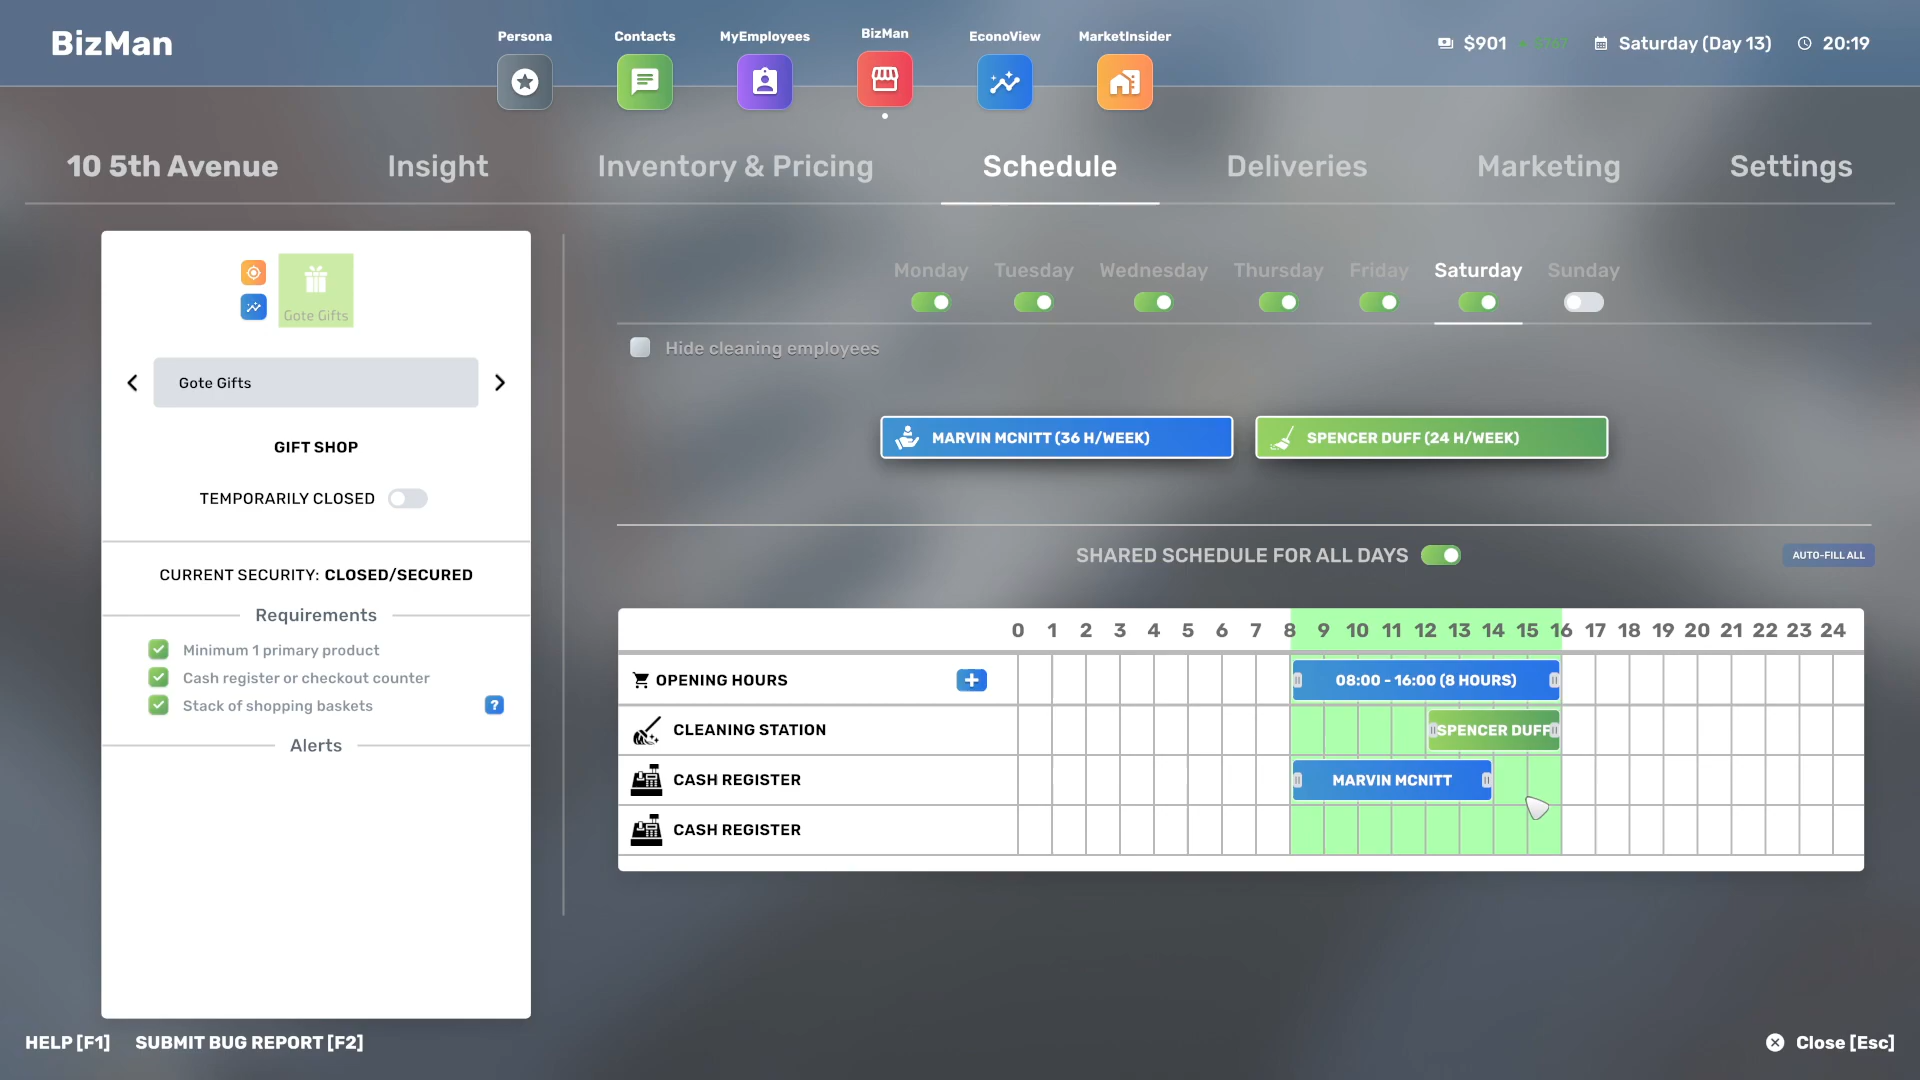 BizMan
Persona
Contacts
MyEmployees
BizMan
EconoView
MarketInsider
$901
Saturday (Day 13)
20:19
10 5th Avenue
Insight
Inventory & Pricing
Schedule
Deliveries
Marketing
Settings
Gote Gifts
Gote Gifts
GIFT SHOP
TEMPORARILY CLOSED
CURRENT SECURITY: CLOSED/SECURED
Requirements
Minimum 1 primary product
Cash register or checkout counter
Stack of shopping baskets
?
Alerts
Monday Tuesday Wednesday Thursday Friday Saturday Sunday
Hide cleaning employees
MARVIN MCNITT (36 H/WEEK)
SPENCER DUFF (24 H/WEEK)
SHARED SCHEDULE FOR ALL DAYS
AUTO-FILL ALL
0 1 2 3 4 5 6 7 8 9 10 11 12 13 14 15 16 17 18 19 20 21 22 23 24
OPENING HOURS
08:00 - 16:00 (8 HOURS)
CLEANING STATION
SPENCER DUFF
CASH REGISTER
MARVIN MCNITT
CASH REGISTER
HELP [F1]
SUBMIT BUG REPORT [F2]
Close [Esc]